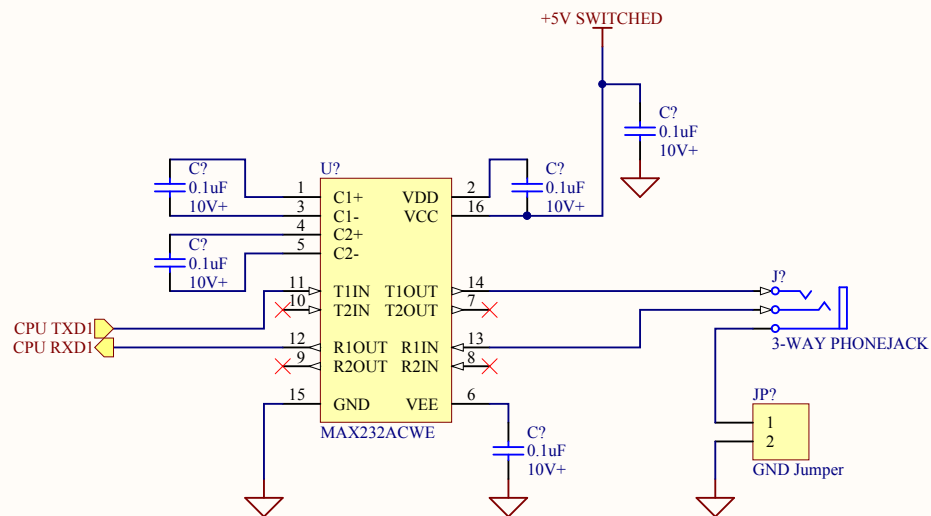 +5V SWITCHED
C?
0.1uF
10V+
U?
C?
0.1uF
10V+
1
C1+
3
C1-
4
C2+
5
C2-
VDD
2
VCC
16
C?
0.1uF
10V+
C?
0.1uF
10V+
11
T1IN
10
T2IN
T1OUT
14
T2OUT
7
J?
3-WAY PHONEJACK
CPU TXD1
CPU RXD1
12
R1OUT
9
R2OUT
R1IN
13
R2IN
8
15
GND
VEE
6
MAX232ACWE
C?
0.1uF
10V+
JP?
1
2
GND Jumper